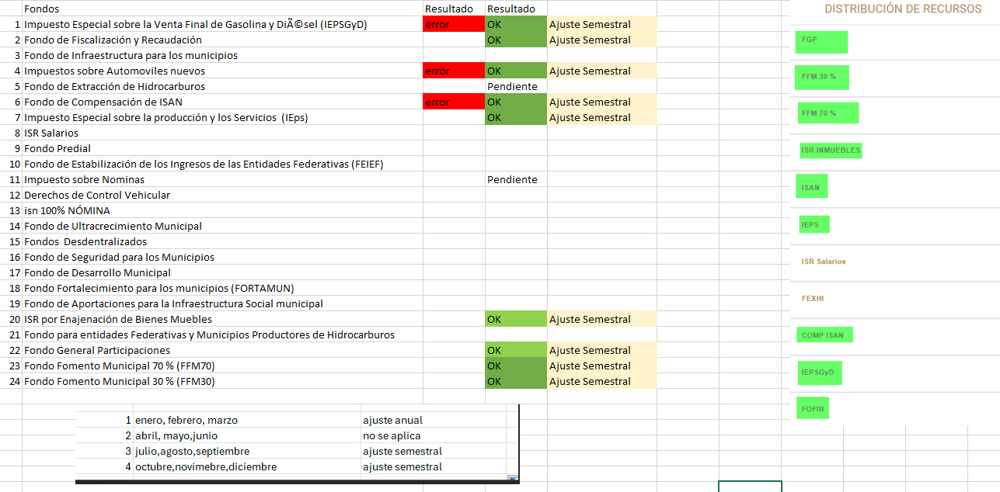 Fondos Resultado Resultado
1 Impuesto Especial sobre la Venta Final de Gasolina y DiÃ©sel (IEPSGyD) error OK Ajuste Semestral
2 Fondo de Fiscalización y Recaudación OK Ajuste Semestral
3 Fondo de Infraestructura para los municipios
4 Impuestos sobre Automoviles nuevos error OK Ajuste Semestral
5 Fondo de Extracción de Hidrocarburos Pendiente
6 Fondo de Compensación de ISAN error OK Ajuste Semestral
7 Impuesto Especial sobre la producción y los Servicios (IEps) OK Ajuste Semestral
8 ISR Salarios
9 Fondo Predial
10 Fondo de Estabilización de los Ingresos de las Entidades Federativas (FEIEF)
11 Impuesto sobre Nominas Pendiente
12 Derechos de Control Vehicular
13 isn 100% NÓMINA
14 Fondo de Ultracrecimiento Municipal
15 Fondos Desdentralizados
16 Fondo de Seguridad para los Municipios
17 Fondo de Desarrollo Municipal
18 Fondo Fortalecimiento para los municipios (FORTAMUN)
19 Fondo de Aportaciones para la Infraestructura Social municipal
20 ISR por Enajenación de Bienes Muebles OK Ajuste Semestral
21 Fondo para entidades Federativas y Municipios Productores de Hidrocarburos
22 Fondo General Participaciones OK Ajuste Semestral
23 Fondo Fomento Municipal 70 % (FFM70) OK Ajuste Semestral
24 Fondo Fomento Municipal 30 % (FFM30) OK Ajuste Semestral
1 enero, febrero, marzo ajuste anual
2 abril, mayo,junio no se aplica
3 julio,agosto,septiembre ajuste semestral
4 octubre,novimebre,diciembre ajuste semestral
DISTRIBUCIÓN DE RECURSOS
FGP
FFM 30 %
FFM 70 %
ISR INMUEBLES
ISAN
IEPS
ISR Salarios
FEXHI
COMP ISAN
IEPSGyD
FOFIR